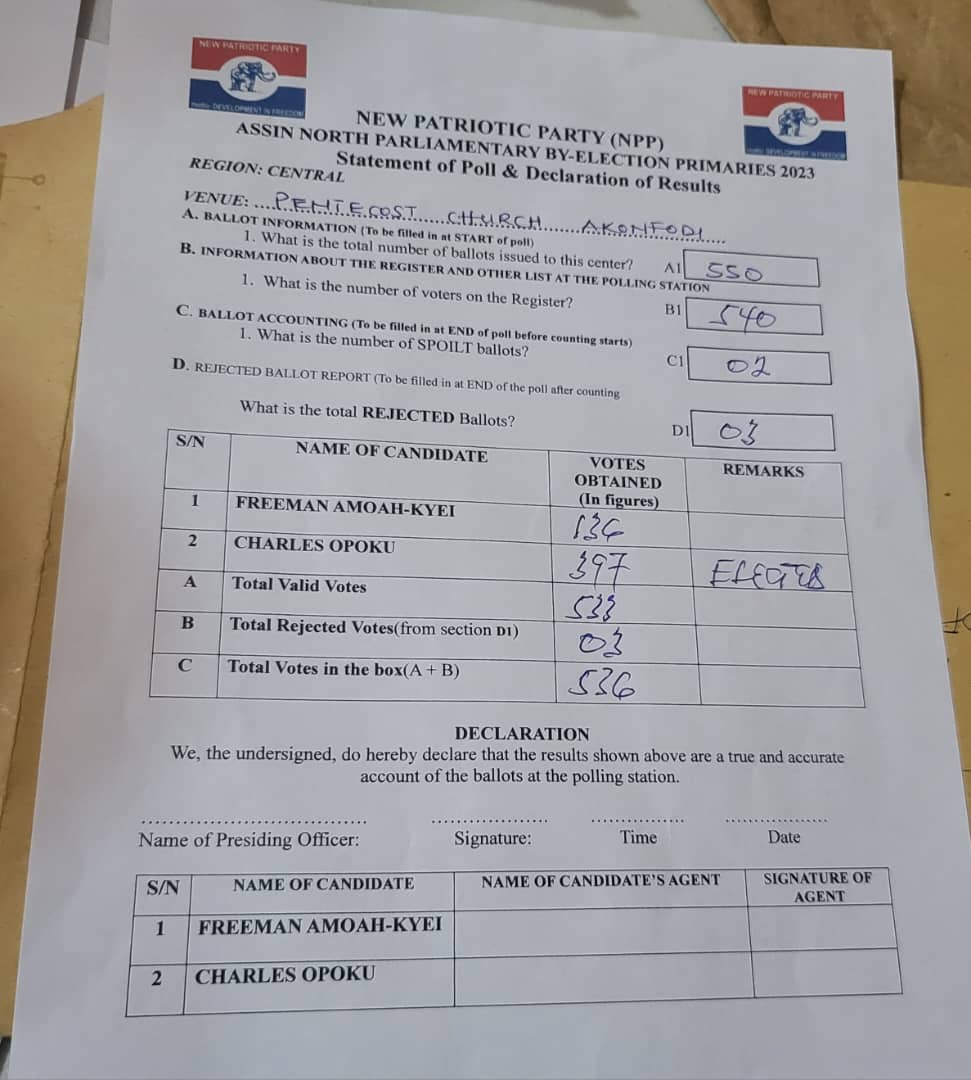 NEW PATRIOTIC PARTY
Motto: DEVELOPMENT IN FREEDOM
NEW PATRIOTIC PARTY
Motto: DEVELOPMENT IN FREEDOM
NEW PATRIOTIC PARTY (NPP)
ASSIN NORTH PARLIAMENTARY BY-ELECTION PRIMARIES 2023
Statement of Poll & Declaration of Results
REGION: CENTRAL
VENUE: ....PENTECOST......CHURCH.......AKONFODI.....
A. BALLOT INFORMATION (To be filled in at START of poll)
1. What is the total number of ballots issued to this center? A1 550
B. INFORMATION ABOUT THE REGISTER AND OTHER LIST AT THE POLLING STATION
1. What is the number of voters on the Register? B1 540
C. BALLOT ACCOUNTING (To be filled in at END of poll before counting starts)
1. What is the number of SPOILT ballots? C1 02
D. REJECTED BALLOT REPORT (To be filled in at END of the poll after counting
What is the total REJECTED Ballots? D1 03
S/N NAME OF CANDIDATE VOTES OBTAINED (In figures) REMARKS
1 FREEMAN AMOAH-KYEI 136
2 CHARLES OPOKU 397 ELECTED
A Total Valid Votes 533
B Total Rejected Votes(from section D1) 03
C Total Votes in the box(A + B) 536
DECLARATION
We, the undersigned, do hereby declare that the results shown above are a true and accurate
account of the ballots at the polling station.
Name of Presiding Officer: Signature: Time Date
S/N NAME OF CANDIDATE NAME OF CANDIDATE'S AGENT SIGNATURE OF AGENT
1 FREEMAN AMOAH-KYEI
2 CHARLES OPOKU